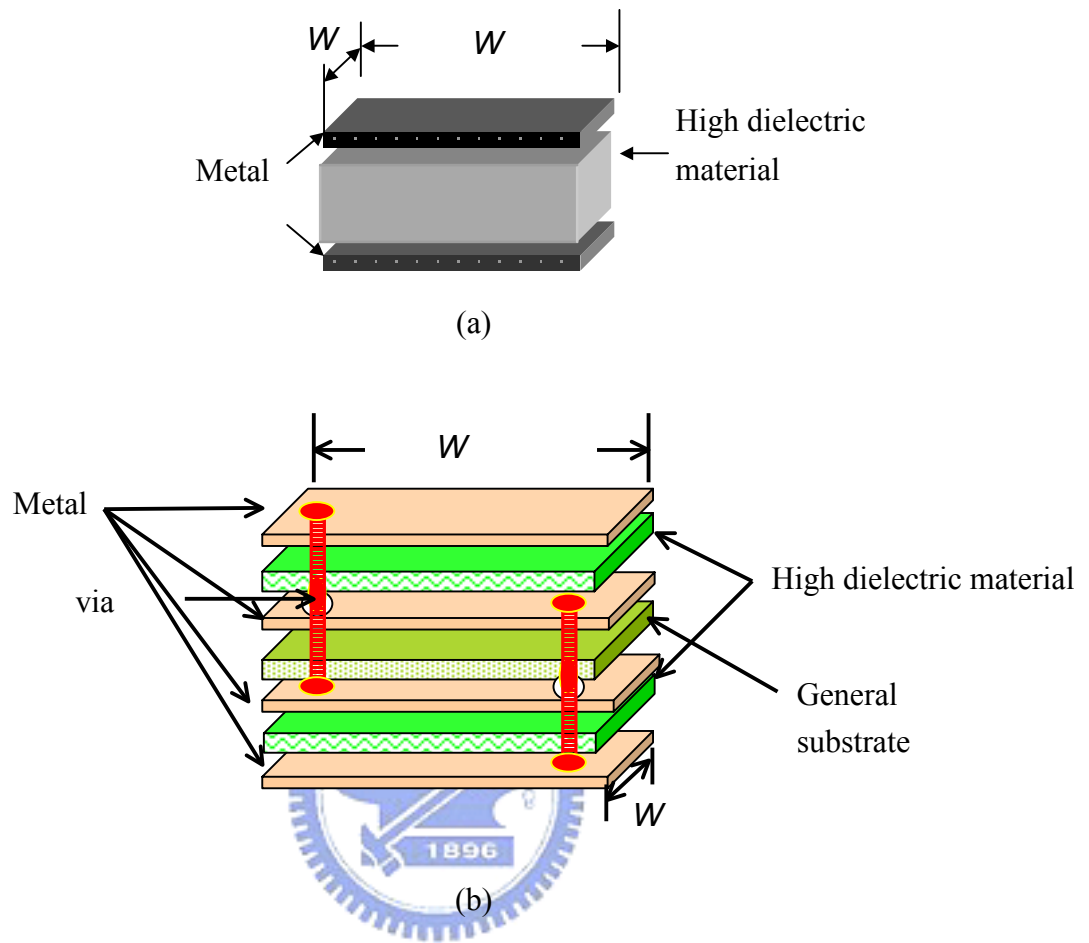 W
W
High dielectric
material
Metal
(a)
W
Metal
High dielectric material
via
General
substrate
W
1896
(b)